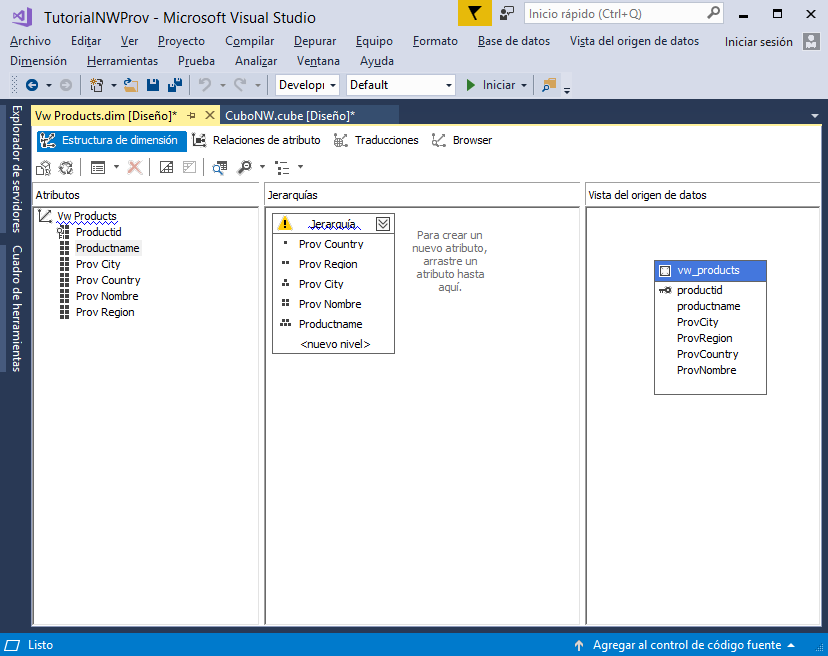 TutorialNWProv - Microsoft Visual Studio
Inicio rápido (Ctrl+Q)
Archivo Editar Ver Proyecto Compilar Depurar Equipo Formato Base de datos Vista del origen de datos Iniciar sesión
Dimensión Herramientas Prueba Analizar Ventana Ayuda
Developı Default Iniciar
Explorador de servidores
Cuadro de herramientas
Vw Products.dim [Diseño]* CuboNW.cube [Diseño]*
Estructura de dimensión Relaciones de atributo Traducciones Browser
Atributos
Vw Products
Productid
Productname
Prov City
Prov Country
Prov Nombre
Prov Region
Jerarquías
Jerarquía
Prov Country
Prov Region
Prov City
Prov Nombre
Productname
<nuevo nivel>
Para crear un
nuevo atributo,
arrastre un
atributo hasta
aquí.
Vista del origen de datos
vw_products
productid
productname
ProvCity
ProvRegion
ProvCountry
ProvNombre
Listo
Agregar al control de código fuente